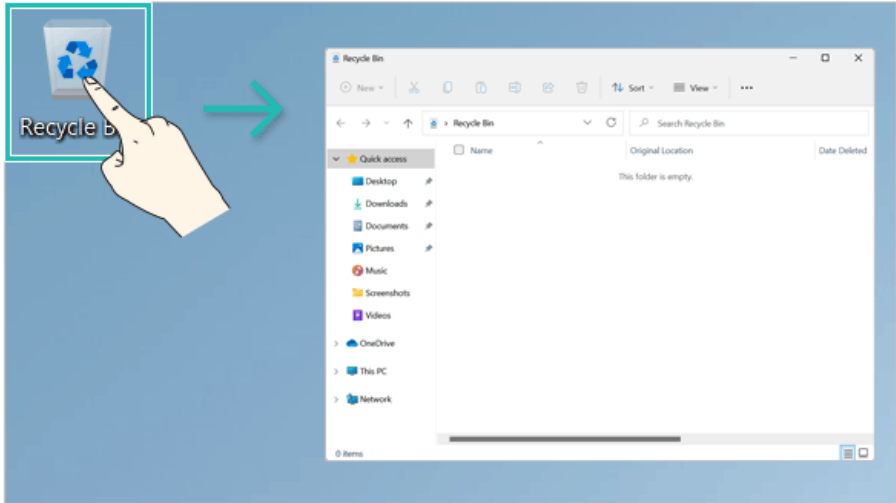 Recycle B
Recycle Bin
New
Sort
View
Recycle Bin
Search Recycle Bin
Name
Original Location
Date Deleted
This folder is empty.
Quick access
Desktop
Downloads
Documents
Pictures
Music
Screenshots
Videos
OneDrive
This PC
Network
0 items